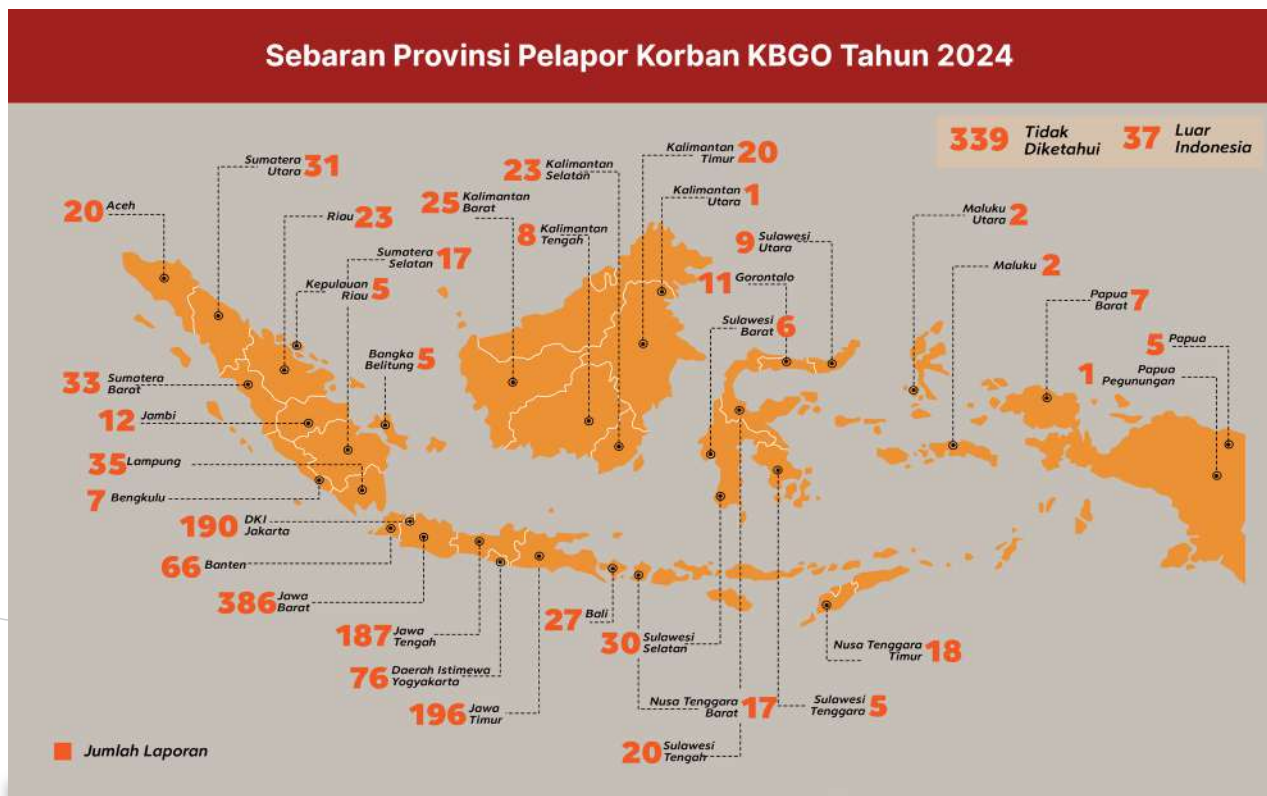 Sebaran Provinsi Pelapor Korban KBGO Tahun 2024
339 Tidak
Diketahui
37 Luar
Indonesia
Sumatera
Utara 31
20 Aceh
Riau 23
Sumatera
Selatan 17
Kepulauan
Riau 5
Bangka
Belitung 5
33 Sumatera
Barat
12 Jambi
35 Lampung
7 Bengkulu
190 DKI
Jakarta
66 Banten
386 Jawa
Barat
187 Jawa
Tengah
76 Daerah Istimewa
Yogyakarta
196 Jawa
Timur
23 Kalimantan
Selatan
25 Kalimantan
Barat
8 Kalimantan
Tengah
Kalimantan
Timur 20
Kalimantan
Utara 1
9 Sulawesi
Utara
11 Gorontalo
Sulawesi
Barat 6
Maluku
Utara 2
Maluku 2
Papua
Barat 7
5 Papua
1 Papua
Pegunungan
27 Bali
30 Sulawesi
Selatan
Nusa Tenggara
Timur 18
Nusa Tenggara
Barat 17
Sulawesi
Tenggara 5
20 Sulawesi
Tengah
Jumlah Laporan